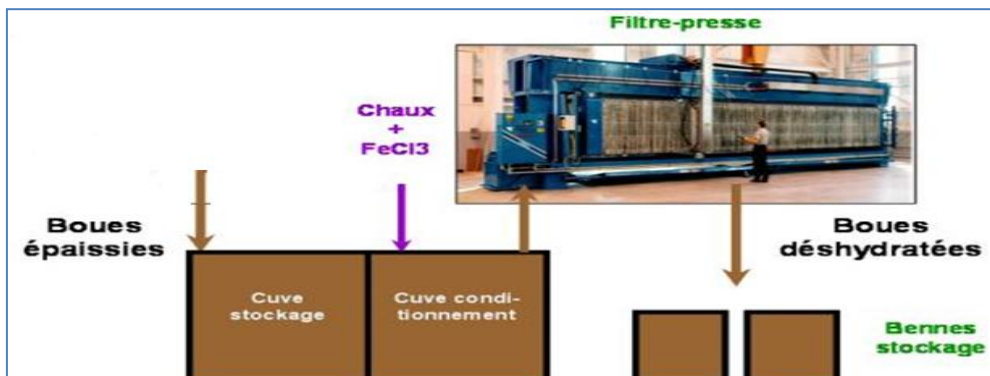 Filtre-presse
Chaux
+
FeCl3
Boues
épaissies
Boues
déshydratées
Cuve
stockage
Cuve condi-
tionnement
Bennes
stockage